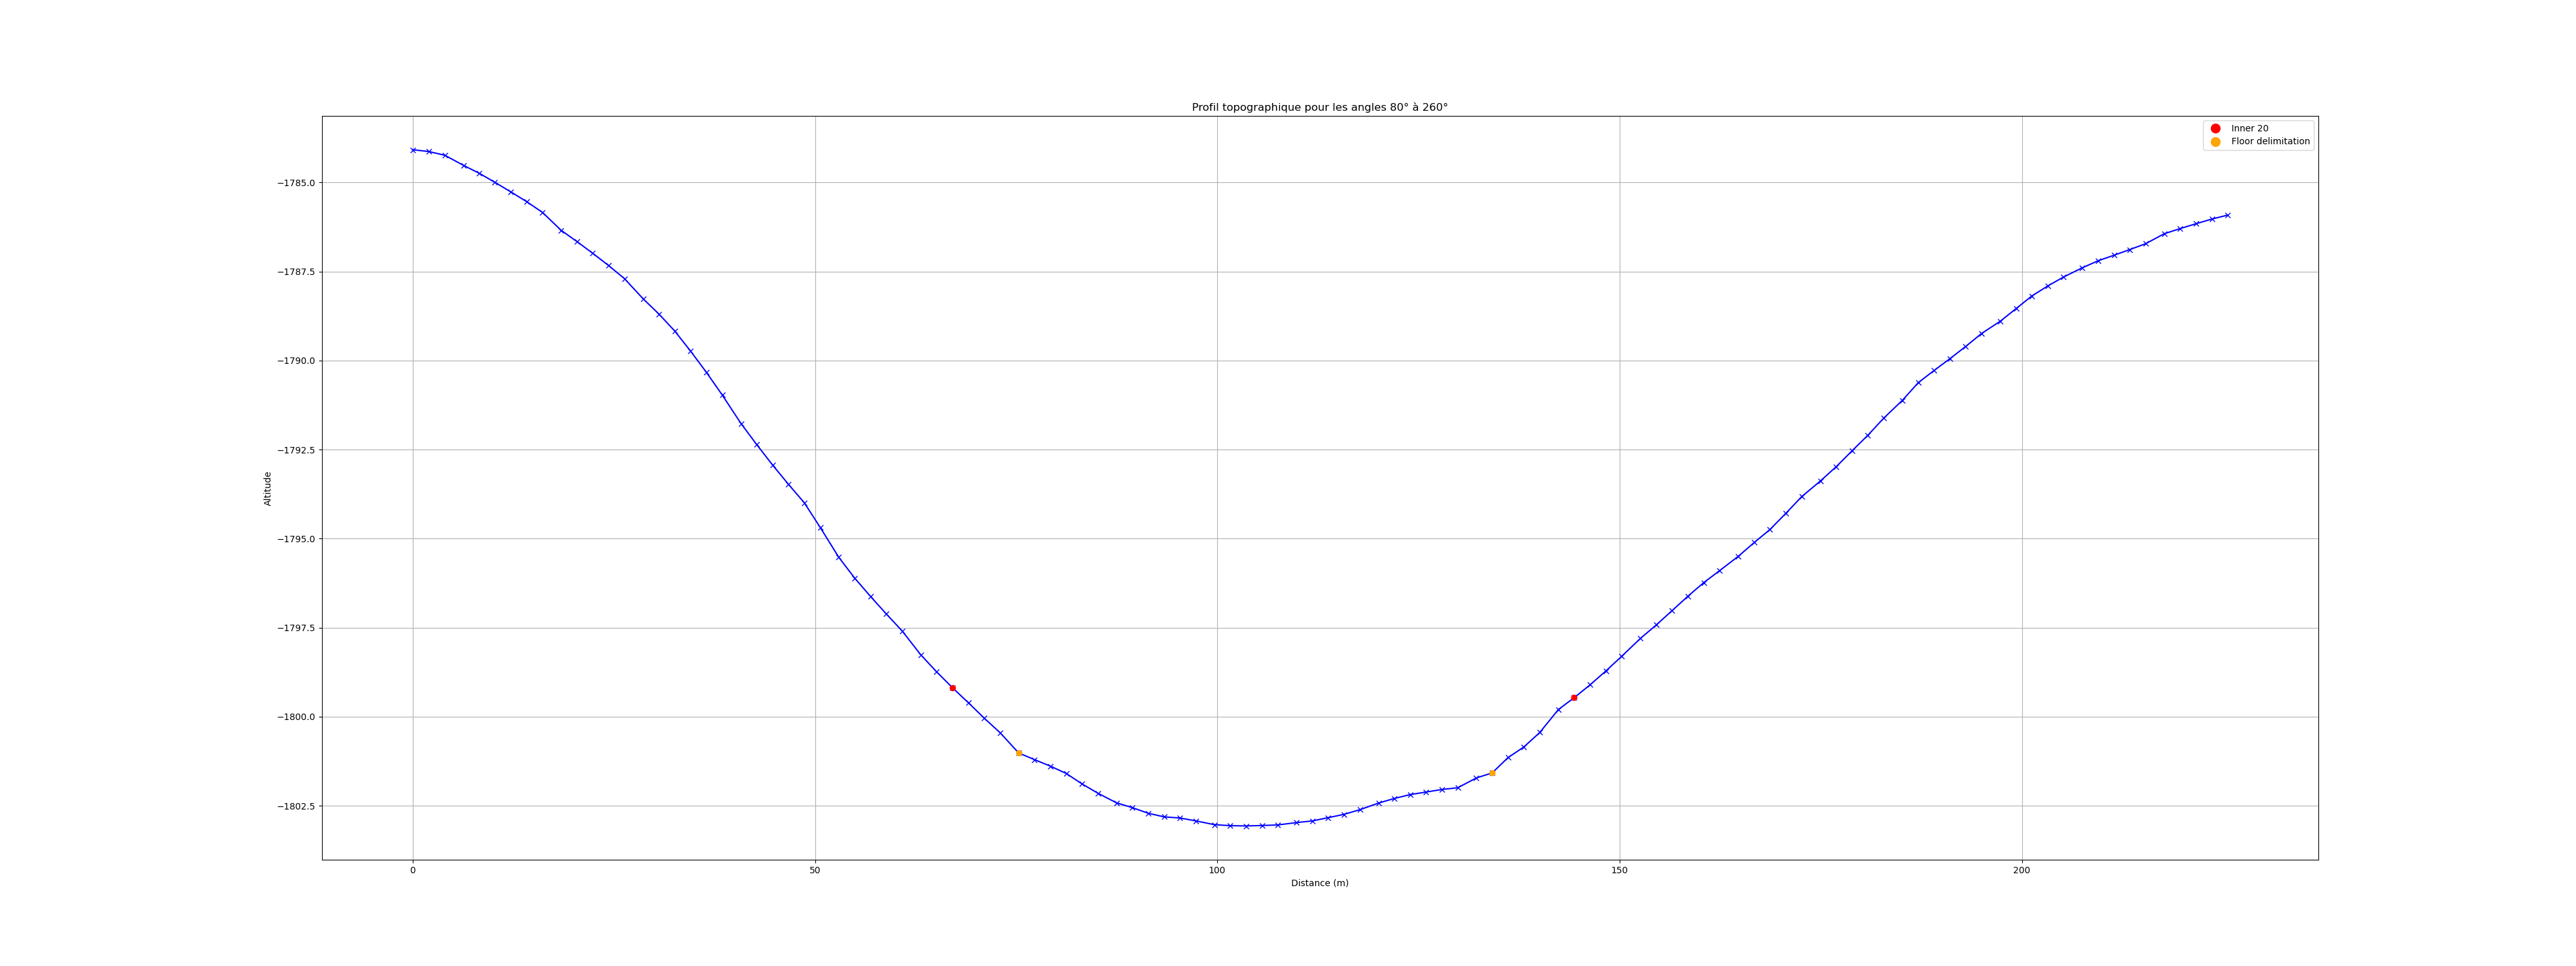 Profil topographique pour les angles 80° à 260°
Inner 20
Floor delimitation
−1785.0
−1787.5
−1790.0
−1792.5
−1795.0
−1797.5
−1800.0
−1802.5
Altitude
0
50
100
150
200
Distance (m)